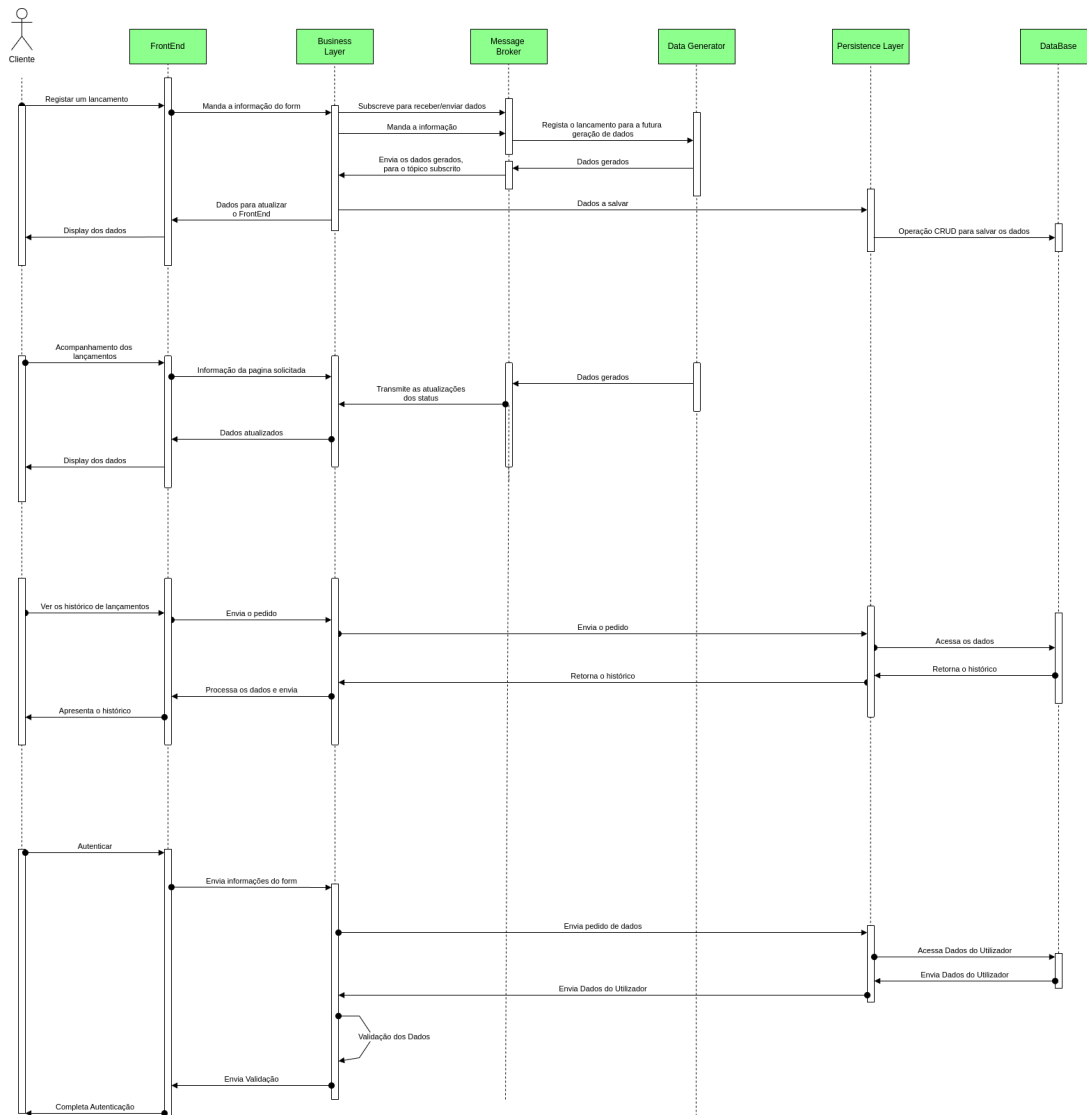 Cliente
FrontEnd
Business
Layer
Message
Broker
Data Generator
Persistence Layer
DataBase
Registar um lancamento
Manda a informação do form
Subscreve para receber/enviar dados
Manda a informação
Regista o lancamento para a futura
geração de dados
Envia os dados gerados,
para o tópico subscrito
Dados gerados
Dados para atualizar
o FrontEnd
Dados a salvar
Display dos dados
Operação CRUD para salvar os dados
Acompanhamento dos
lançamentos
Informação da pagina solicitada
Dados gerados
Transmite as atualizações
dos status
Dados atualizados
Display dos dados
Ver os histórico de lançamentos
Envia o pedido
Envia o pedido
Acessa os dados
Retorna o histórico
Retorna o histórico
Processa os dados e envia
Apresenta o histórico
Autenticar
Envia informações do form
Envia pedido de dados
Acessa Dados do Utilizador
Envia Dados do Utilizador
Envia Dados do Utilizador
Validação dos Dados
Envia Validação
Completa Autenticação